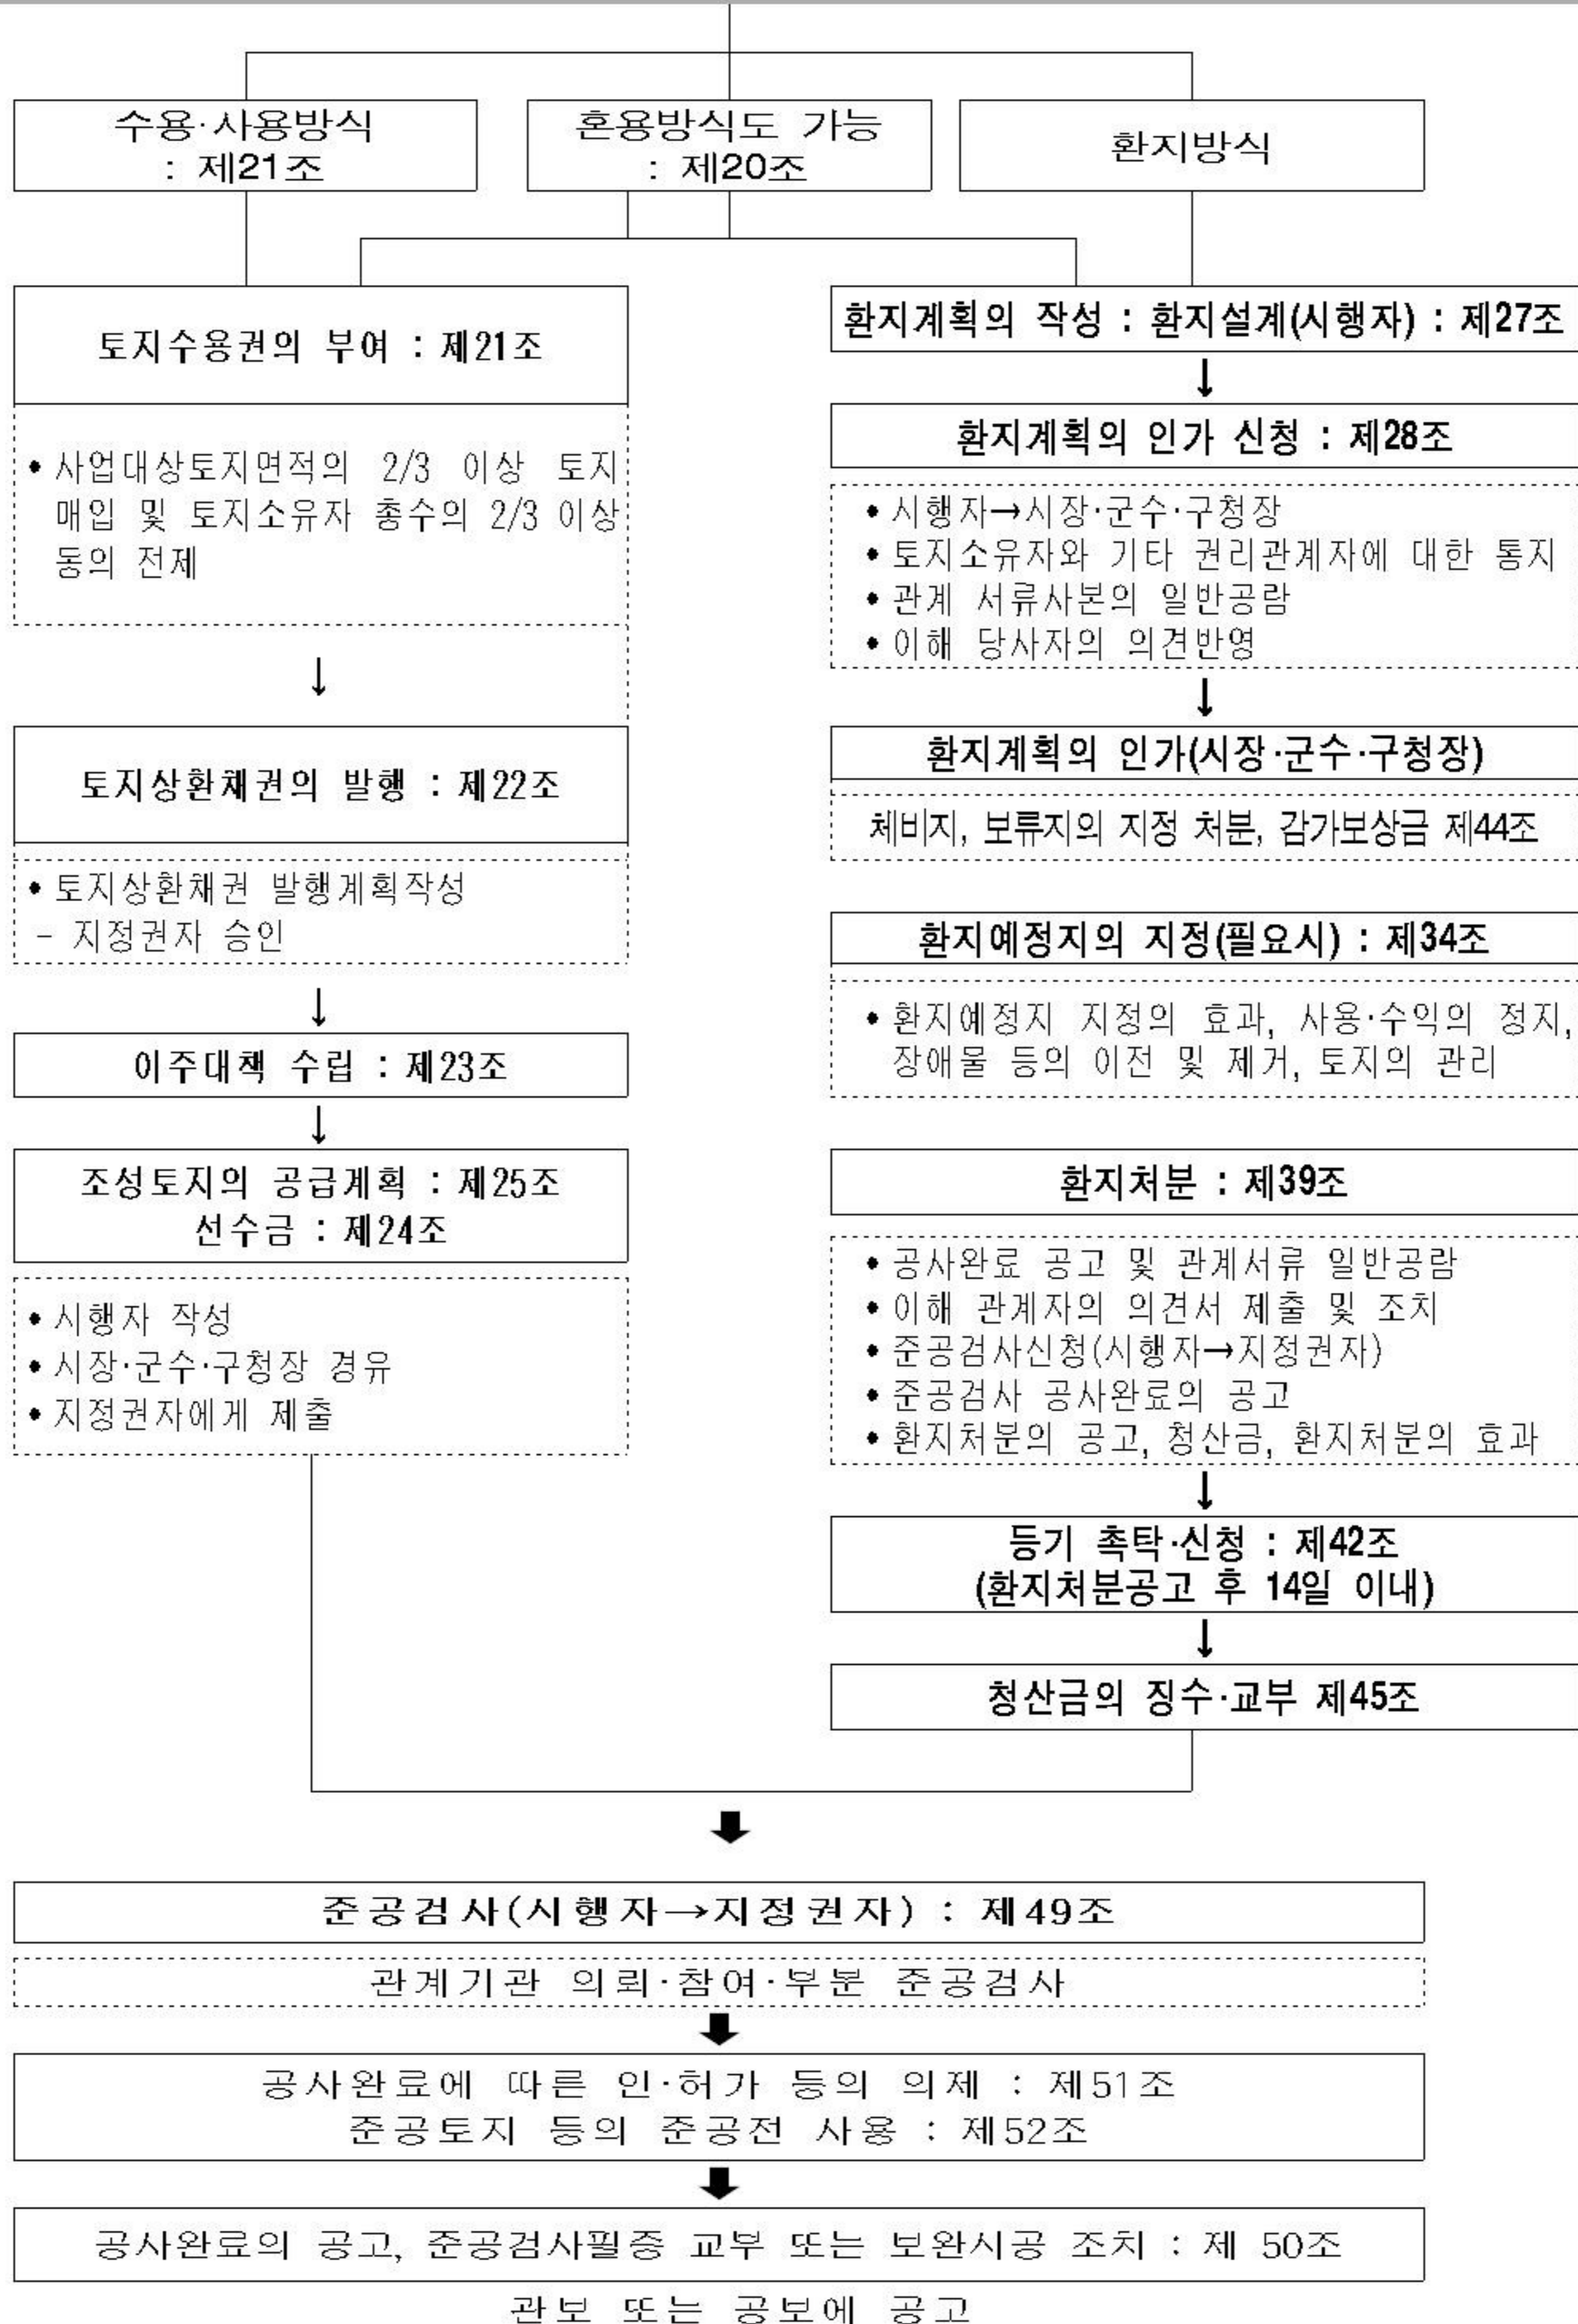 수용·사용방식
: 제21조
혼용방식도 가능
: 제20조
환지방식
토지수용권의 부여 : 제21조
• 사업대상토지면적의 2/3 이상 토지
매입 및 토지소유자 총수의 2/3 이상
동의 전제
↓
토지상환채권의 발행 : 제22조
• 토지상환채권 발행계획작성
- 지정권자 승인
↓
이주대책 수립 : 제23조
↓
조성토지의 공급계획 : 제25조
선수금 : 제24조
• 시행자 작성
• 시장·군수·구청장 경유
• 지정권자에게 제출
환지계획의 작성 : 환지설계(시행자) : 제27조
↓
환지계획의 인가 신청 : 제28조
• 시행자→시장·군수·구청장
• 토지소유자와 기타 권리관계자에 대한 통지
• 관계 서류사본의 일반공람
• 이해 당사자의 의견반영
↓
환지계획의 인가(시장·군수·구청장)
체비지, 보류지의 지정 처분, 감가보상금 제44조
환지예정지의 지정(필요시) : 제34조
• 환지예정지 지정의 효과, 사용·수익의 정지,
장애물 등의 이전 및 제거, 토지의 관리
환지처분 : 제39조
• 공사완료 공고 및 관계서류 일반공람
• 이해 관계자의 의견서 제출 및 조치
• 준공검사신청(시행자→지정권자)
• 준공검사 공사완료의 공고
• 환지처분의 공고, 청산금, 환지처분의 효과
↓
등기 촉탁·신청 : 제42조
(환지처분공고 후 14일 이내)
↓
청산금의 징수·교부 제45조
준공검사(시행자→지정권자) : 제49조
관계기관 의뢰·참여·부분 준공검사
공사완료에 따른 인·허가 등의 의제 : 제51조
준공토지 등의 준공전 사용 : 제52조
공사완료의 공고, 준공검사필증 교부 또는 보완시공 조치 : 제 50조
관보 또는 공보에 공고